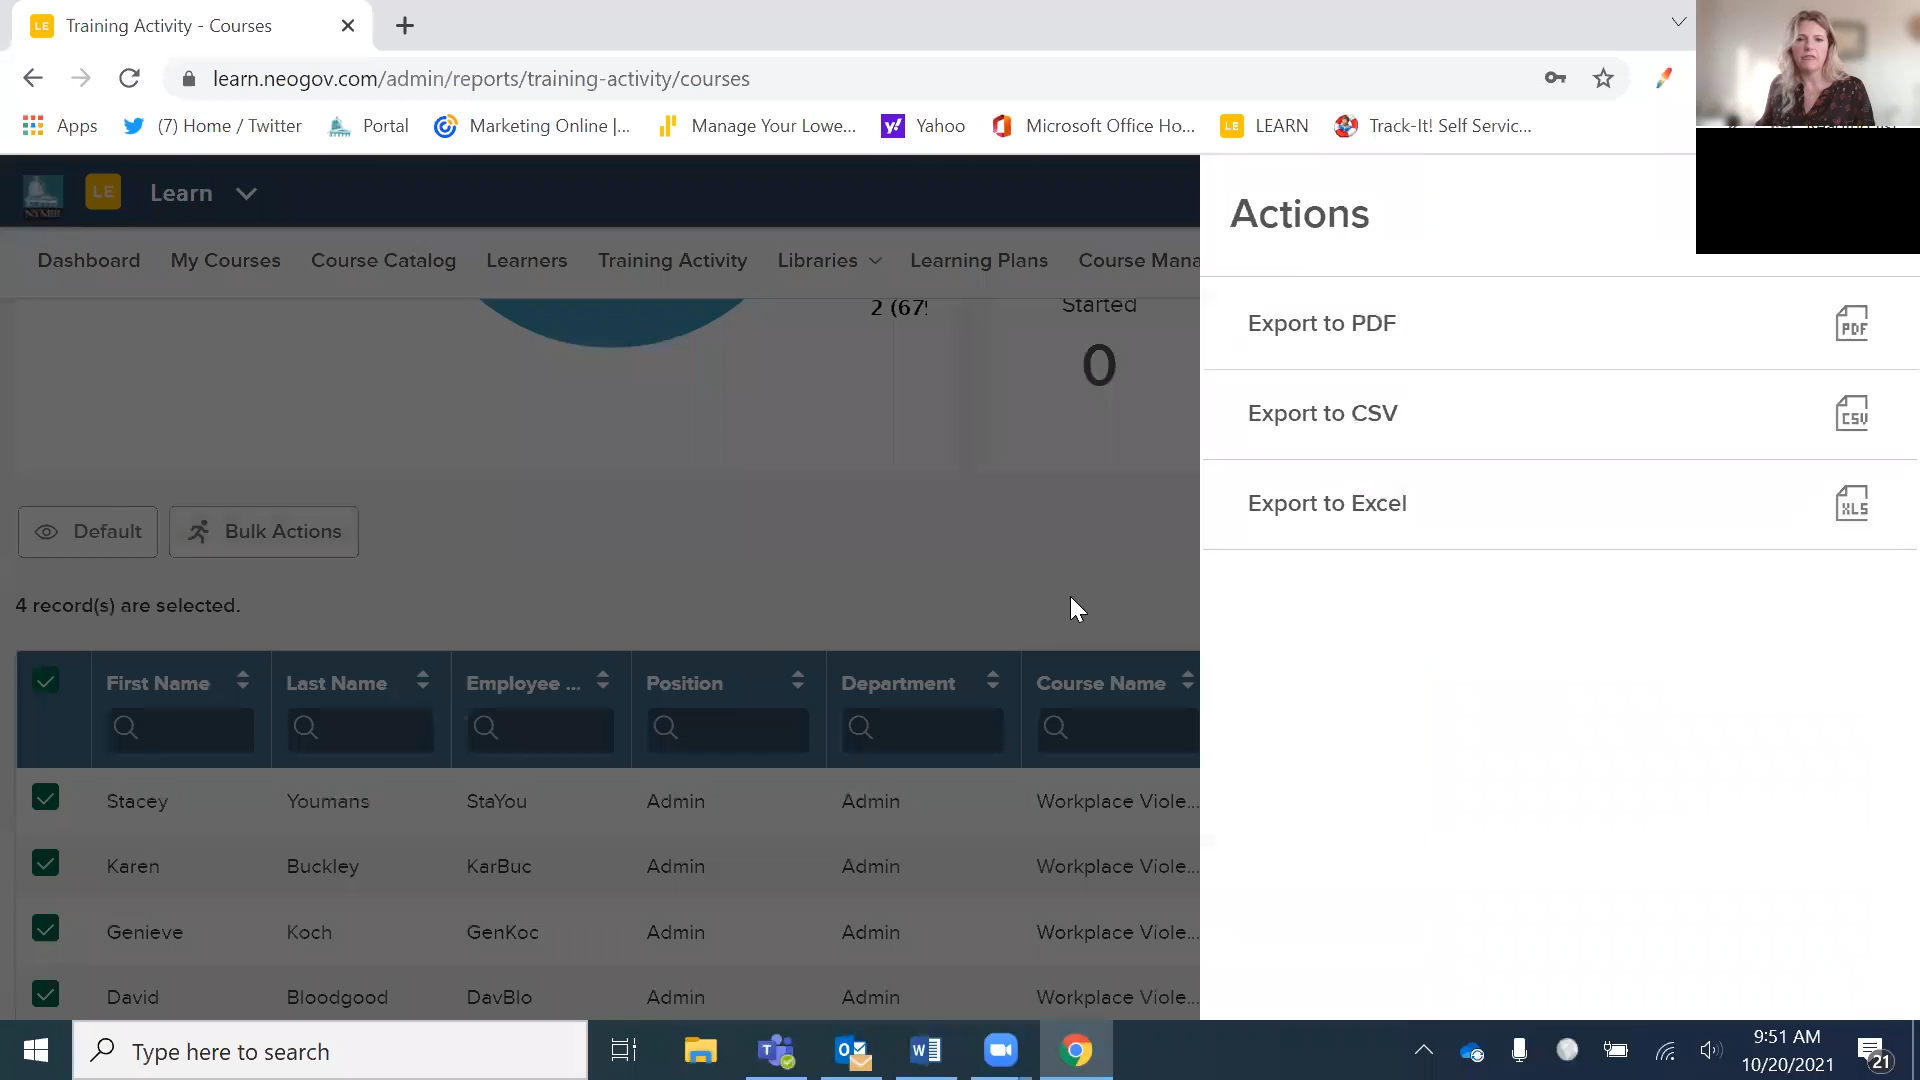 LE Training Activity - Courses
learn.neogov.com/admin/reports/training-activity/courses
Apps (7) Home / Twitter Portal Marketing Online |... Manage Your Lowe... Yahoo Microsoft Office Ho... LE LEARN Track-It! Self Servic...
NYMIR LE Learn
Actions
Dashboard My Courses Course Catalog Learners Training Activity Libraries Learning Plans Course Mana
2 (67%
Started
0
Export to PDF PDF
Export to CSV CSV
Export to Excel XLS
Default Bulk Actions
4 record(s) are selected.
First Name Last Name Employee ... Position Department Course Name
Stacey Youmans StaYou Admin Admin Workplace Viole...
Karen Buckley KarBuc Admin Admin Workplace Viole...
Genieve Koch GenKoc Admin Admin Workplace Viole...
David Bloodgood DavBlo Admin Admin Workplace Viole...
Type here to search
9:51 AM
10/20/2021
21